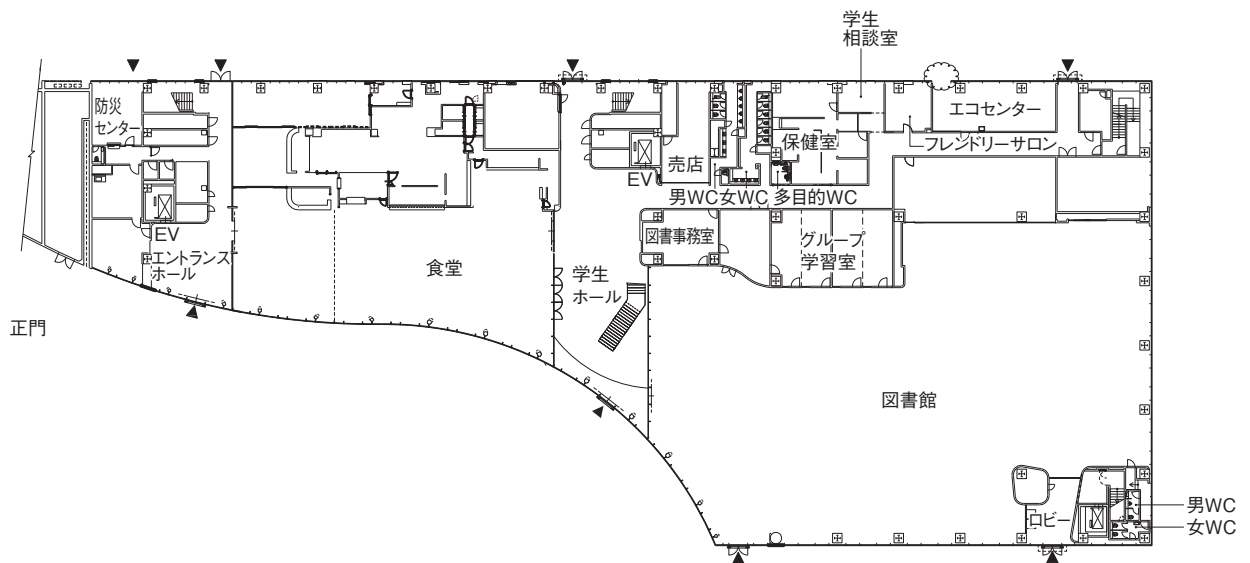 学生
相談室
防災
センター
エコセンター
保健室
フレンドリーサロン
売店
EV
男WC
女WC
多目的WC
EV
図書事務室
グループ
学習室
エントランス
ホール
食堂
学生
ホール
正門
図書館
男WC
ロビー
女WC